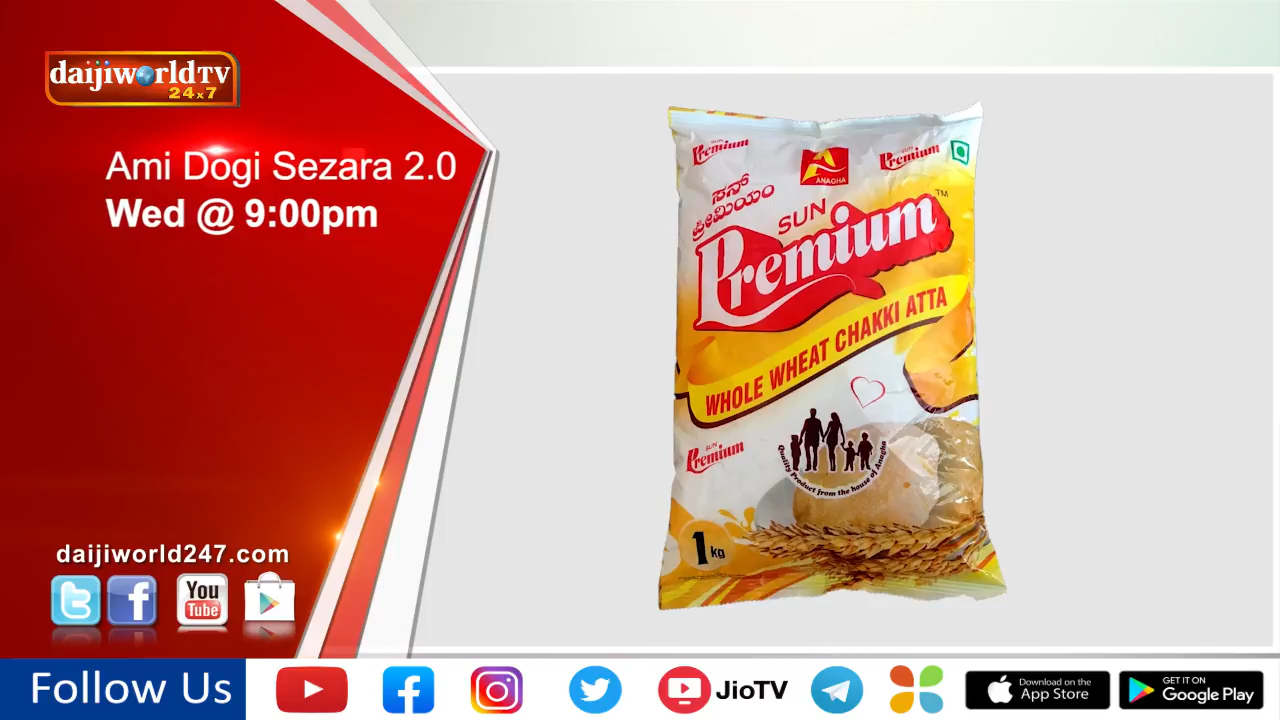 daijiworldTV
24x7
Ami Dogi Sezara 2.0
Wed @ 9:00pm
daijiworld247.com
You
Tube
SUN
Premium
ANAGHA
SUN
Premium
ಸನ್
ಪ್ರೀಮಿಯಂ
SUN
Premium TM
WHOLE WHEAT CHAKKI ATTA
SUN
Premium
Quality Product from the house of Anagha
1 kg
Follow Us
JioTV
Download on the
App Store
GET IT ON
Google Play